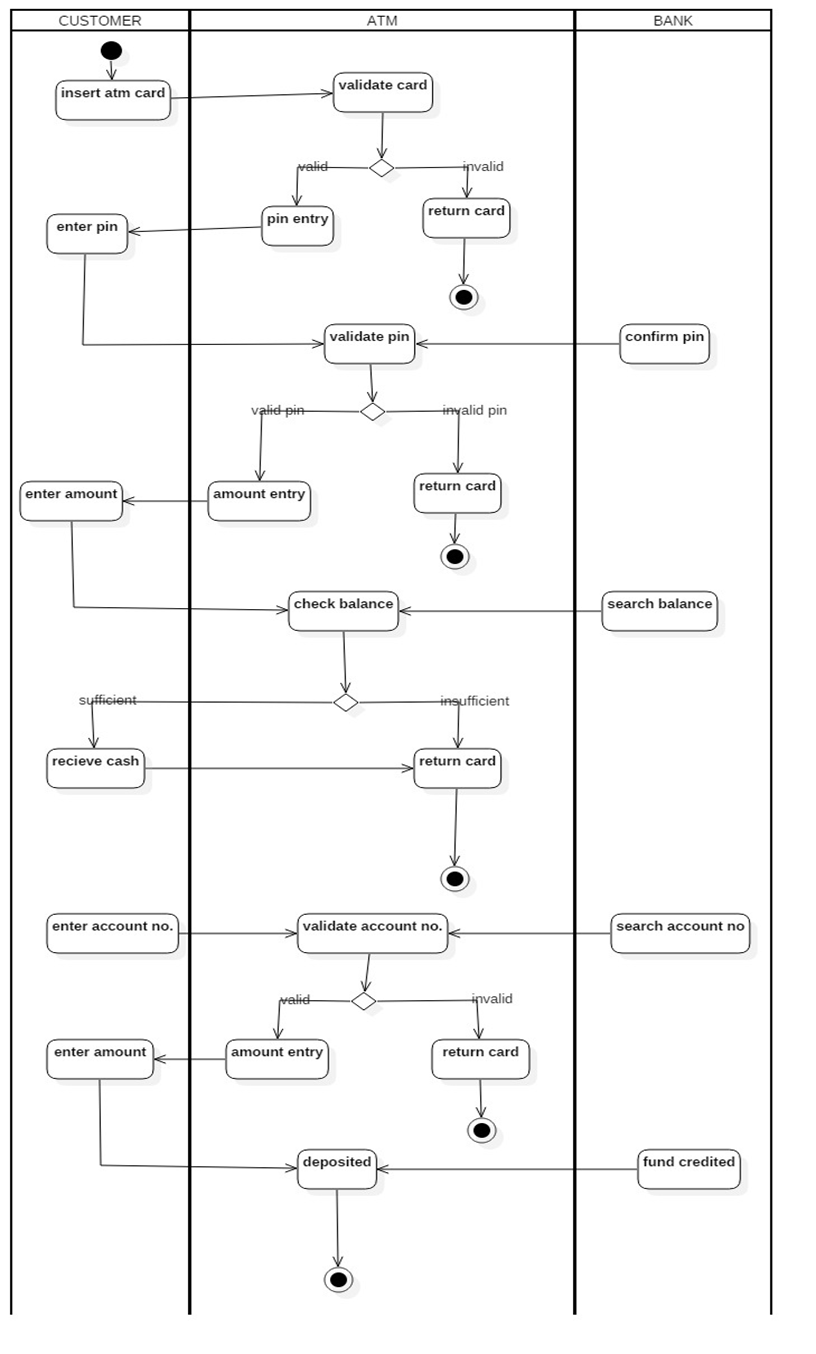 CUSTOMER
ATM
BANK
insert atm card
validate card
valid
invalid
enter pin
pin entry
return card
validate pin
confirm pin
valid pin
invalid pin
enter amount
amount entry
return card
check balance
search balance
sufficient
insufficient
recieve cash
return card
enter account no.
validate account no.
search account no
valid
invalid
enter amount
amount entry
return card
deposited
fund credited